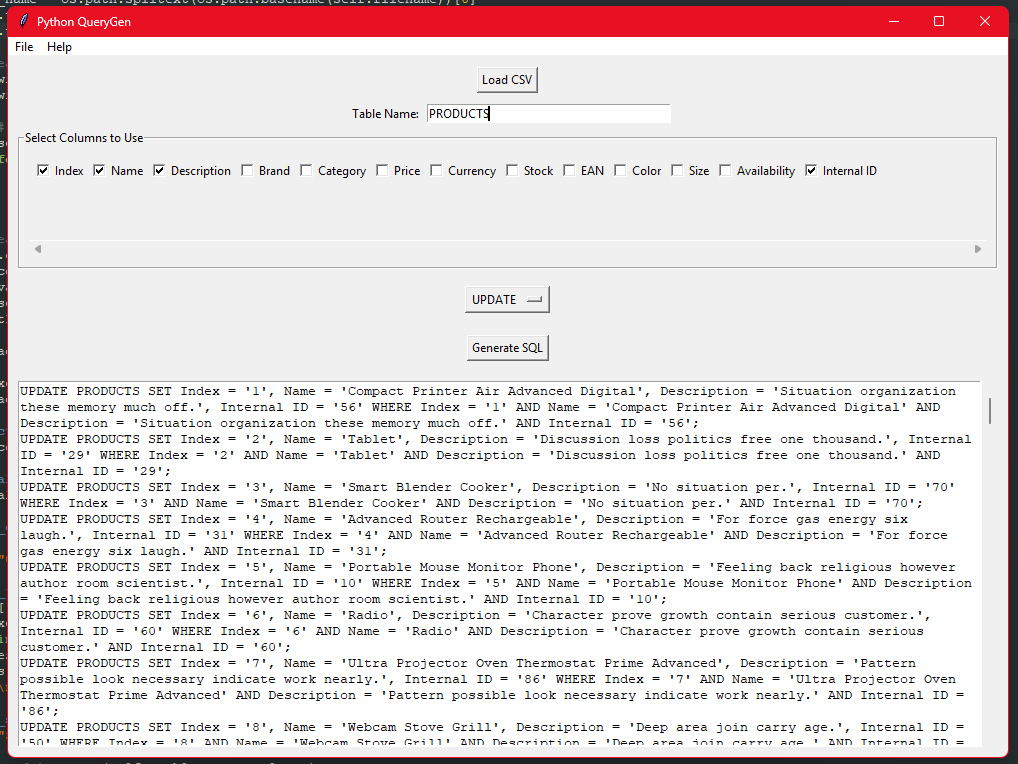 _name = os.path.splitext(os.path.basename(self.filename))[0]
Python QueryGen
File Help
Load CSV
Table Name: PRODUCTS
Select Columns to Use
Index Name Description Brand Category Price Currency Stock EAN Color Size Availability Internal ID
UPDATE
Generate SQL
UPDATE PRODUCTS SET Index = '1', Name = 'Compact Printer Air Advanced Digital', Description = 'Situation organization
these memory much off.', Internal ID = '56' WHERE Index = '1' AND Name = 'Compact Printer Air Advanced Digital' AND
Description = 'Situation organization these memory much off.' AND Internal ID = '56';
UPDATE PRODUCTS SET Index = '2', Name = 'Tablet', Description = 'Discussion loss politics free one thousand.', Internal
ID = '29' WHERE Index = '2' AND Name = 'Tablet' AND Description = 'Discussion loss politics free one thousand.' AND
Internal ID = '29';
UPDATE PRODUCTS SET Index = '3', Name = 'Smart Blender Cooker', Description = 'No situation per.', Internal ID = '70'
WHERE Index = '3' AND Name = 'Smart Blender Cooker' AND Description = 'No situation per.' AND Internal ID = '70';
UPDATE PRODUCTS SET Index = '4', Name = 'Advanced Router Rechargeable', Description = 'For force gas energy six
laugh.', Internal ID = '31' WHERE Index = '4' AND Name = 'Advanced Router Rechargeable' AND Description = 'For force
gas energy six laugh.' AND Internal ID = '31';
UPDATE PRODUCTS SET Index = '5', Name = 'Portable Mouse Monitor Phone', Description = 'Feeling back religious however
author room scientist.', Internal ID = '10' WHERE Index = '5' AND Name = 'Portable Mouse Monitor Phone' AND Description
= 'Feeling back religious however author room scientist.' AND Internal ID = '10';
UPDATE PRODUCTS SET Index = '6', Name = 'Radio', Description = 'Character prove growth contain serious customer.',
Internal ID = '60' WHERE Index = '6' AND Name = 'Radio' AND Description = 'Character prove growth contain serious
customer.' AND Internal ID = '60';
UPDATE PRODUCTS SET Index = '7', Name = 'Ultra Projector Oven Thermostat Prime Advanced', Description = 'Pattern
possible look necessary indicate work nearly.', Internal ID = '86' WHERE Index = '7' AND Name = 'Ultra Projector Oven
Thermostat Prime Advanced' AND Description = 'Pattern possible look necessary indicate work nearly.' AND Internal ID =
'86';
UPDATE PRODUCTS SET Index = '8', Name = 'Webcam Stove Grill', Description = 'Deep area join carry age.', Internal ID =
'50' WHERE Index = '8' AND Name = 'Webcam Stove Grill' AND Description = 'Deep area join carry age.' AND Internal ID =